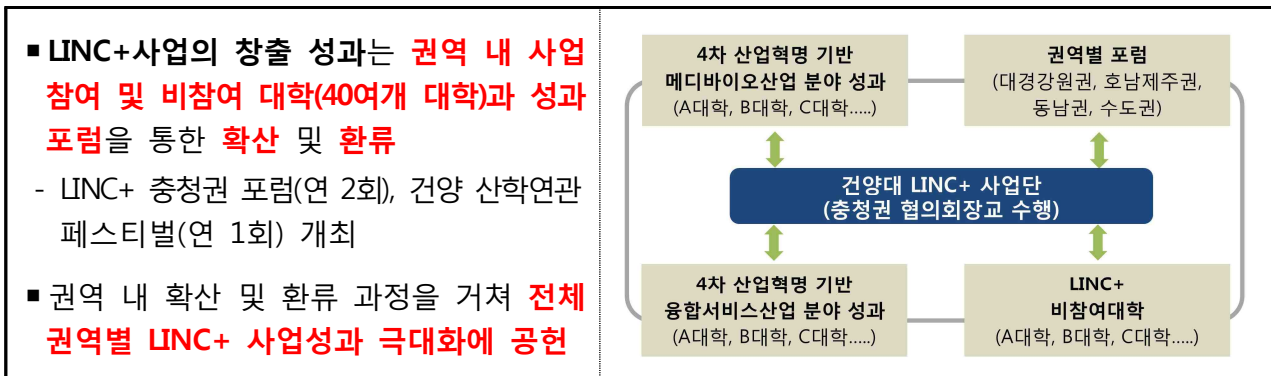 ▪ LINC+사업의 창출 성과는 권역 내 사업
참여 및 비참여 대학(40여개 대학)과 성과
포럼을 통한 확산 및 환류
- LINC+ 충청권 포럼(연 2회), 건양 산학연관
페스티벌(연 1회) 개최
▪ 권역 내 확산 및 환류 과정을 거쳐 전체
권역별 LINC+ 사업성과 극대화에 공헌
4차 산업혁명 기반
메디바이오산업 분야 성과
(A대학, B대학, C대학.....)
권역별 포럼
(대경강원권, 호남제주권,
동남권, 수도권)
건양대 LINC+ 사업단
(충청권 협의회장교 수행)
4차 산업혁명 기반
융합서비스산업 분야 성과
(A대학, B대학, C대학.....)
LINC+
비참여대학
(A대학, B대학, C대학.....)